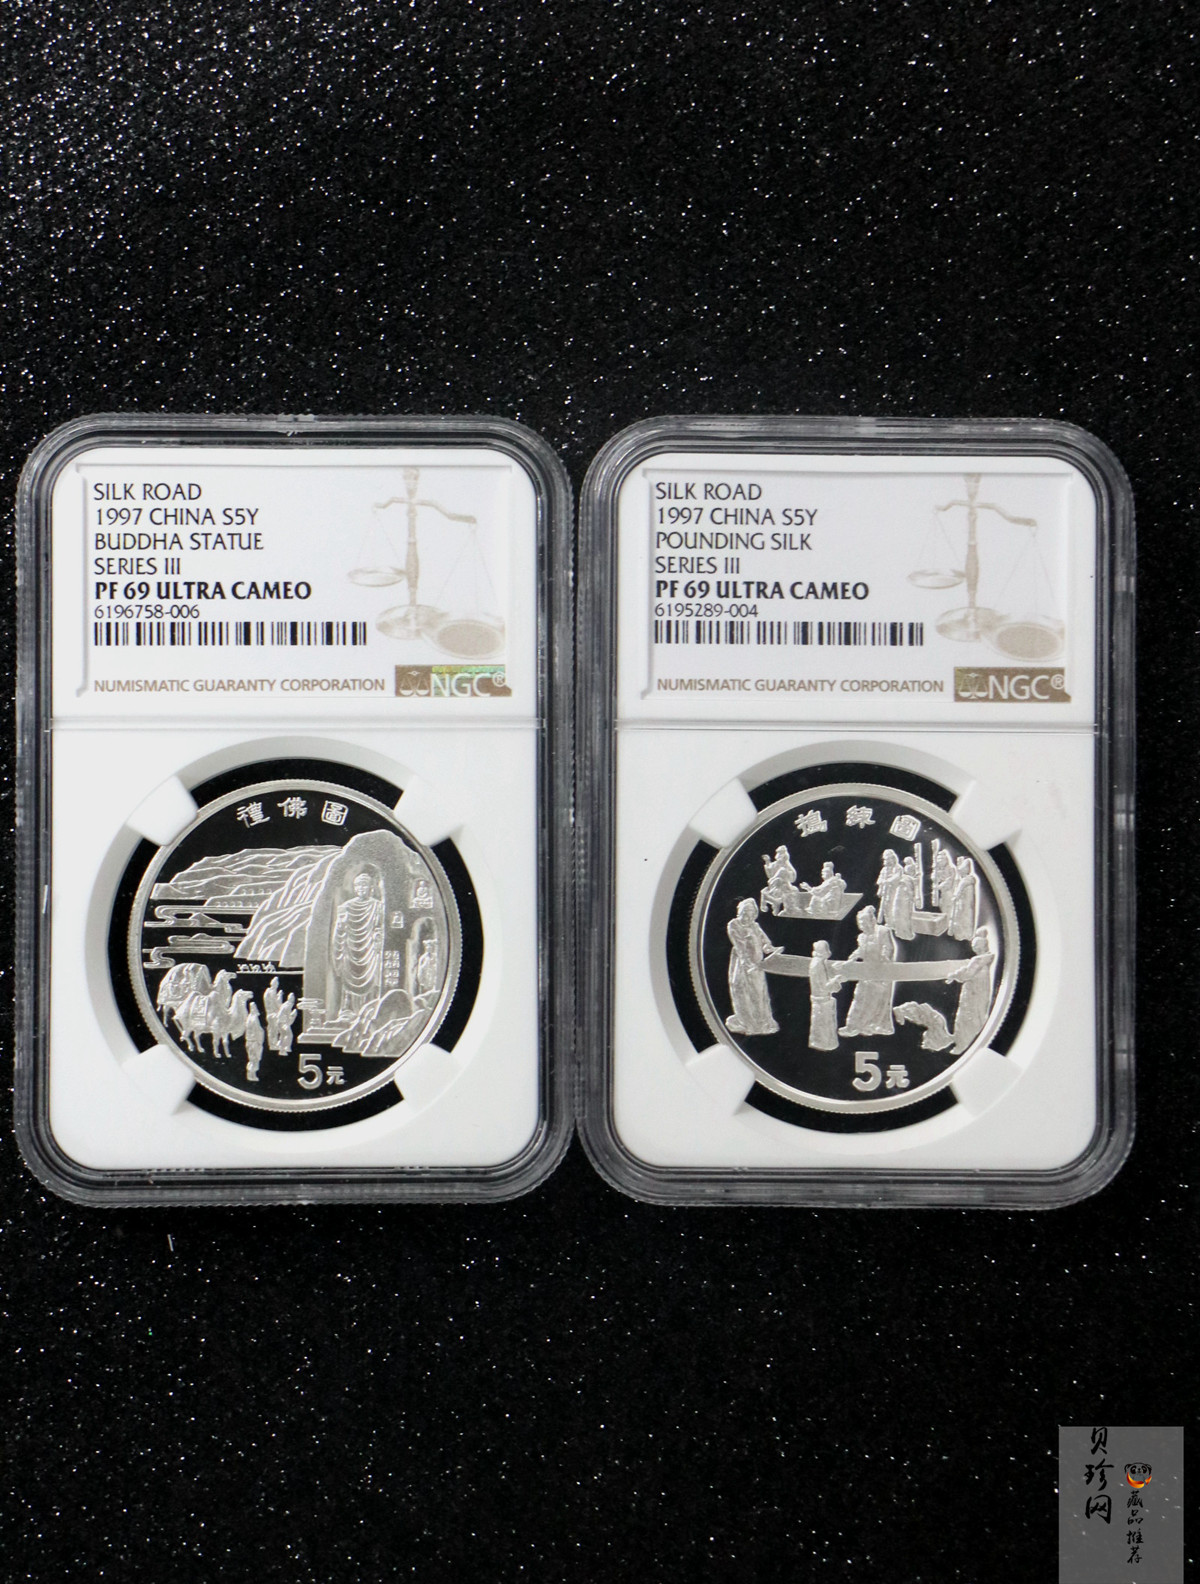 SILK ROAD
1997 CHINA S5Y
BUDDHA STATUE
SERIES III
PF 69 ULTRA CAMEO
6196758-006
NUMISMATIC GUARANTY CORPORATION
NGC®
禮佛圖
5元
SILK ROAD
1997 CHINA S5Y
POUNDING SILK
SERIES III
PF 69 ULTRA CAMEO
6195289-004
NUMISMATIC GUARANTY CORPORATION
NGC®
搗練圖
5元
贝珍网
藏品推荐